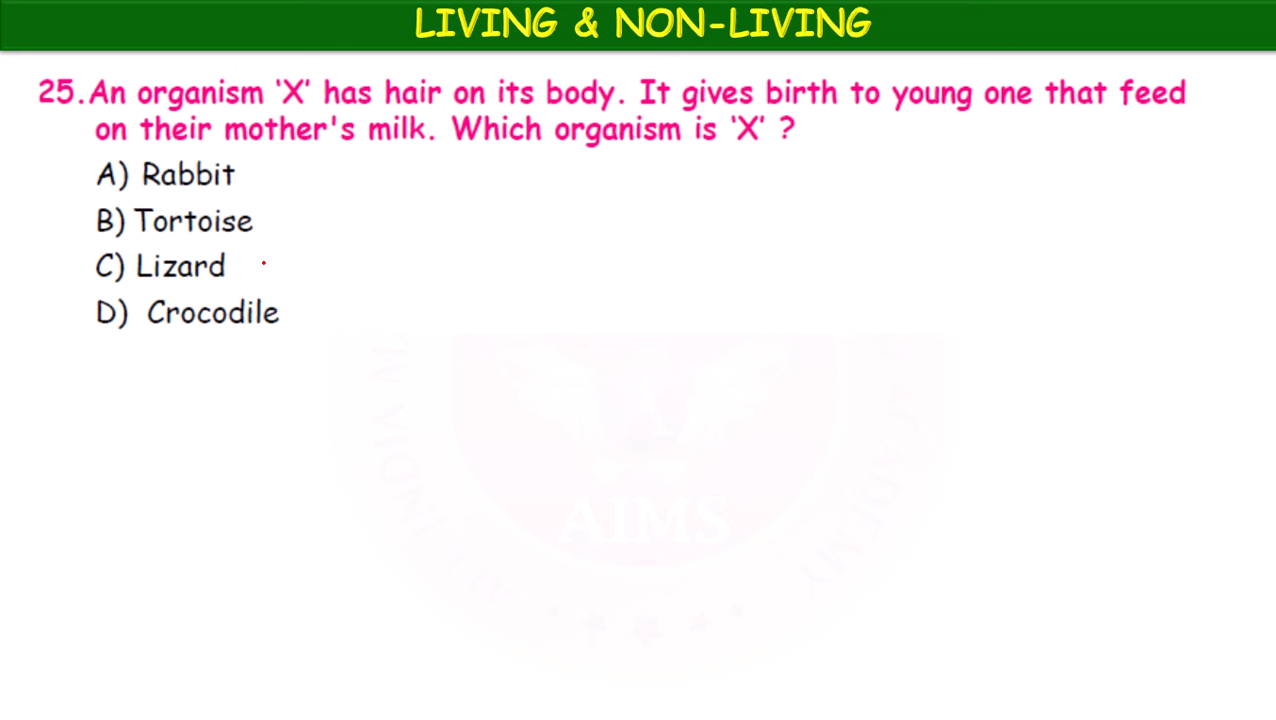 LIVING & NON-LIVING
25.An organism ‘X’ has hair on its body. It gives birth to young one that feed
on their mother's milk. Which organism is ‘X’ ?
A) Rabbit
B) Tortoise
C) Lizard
D) Crocodile
AIMS